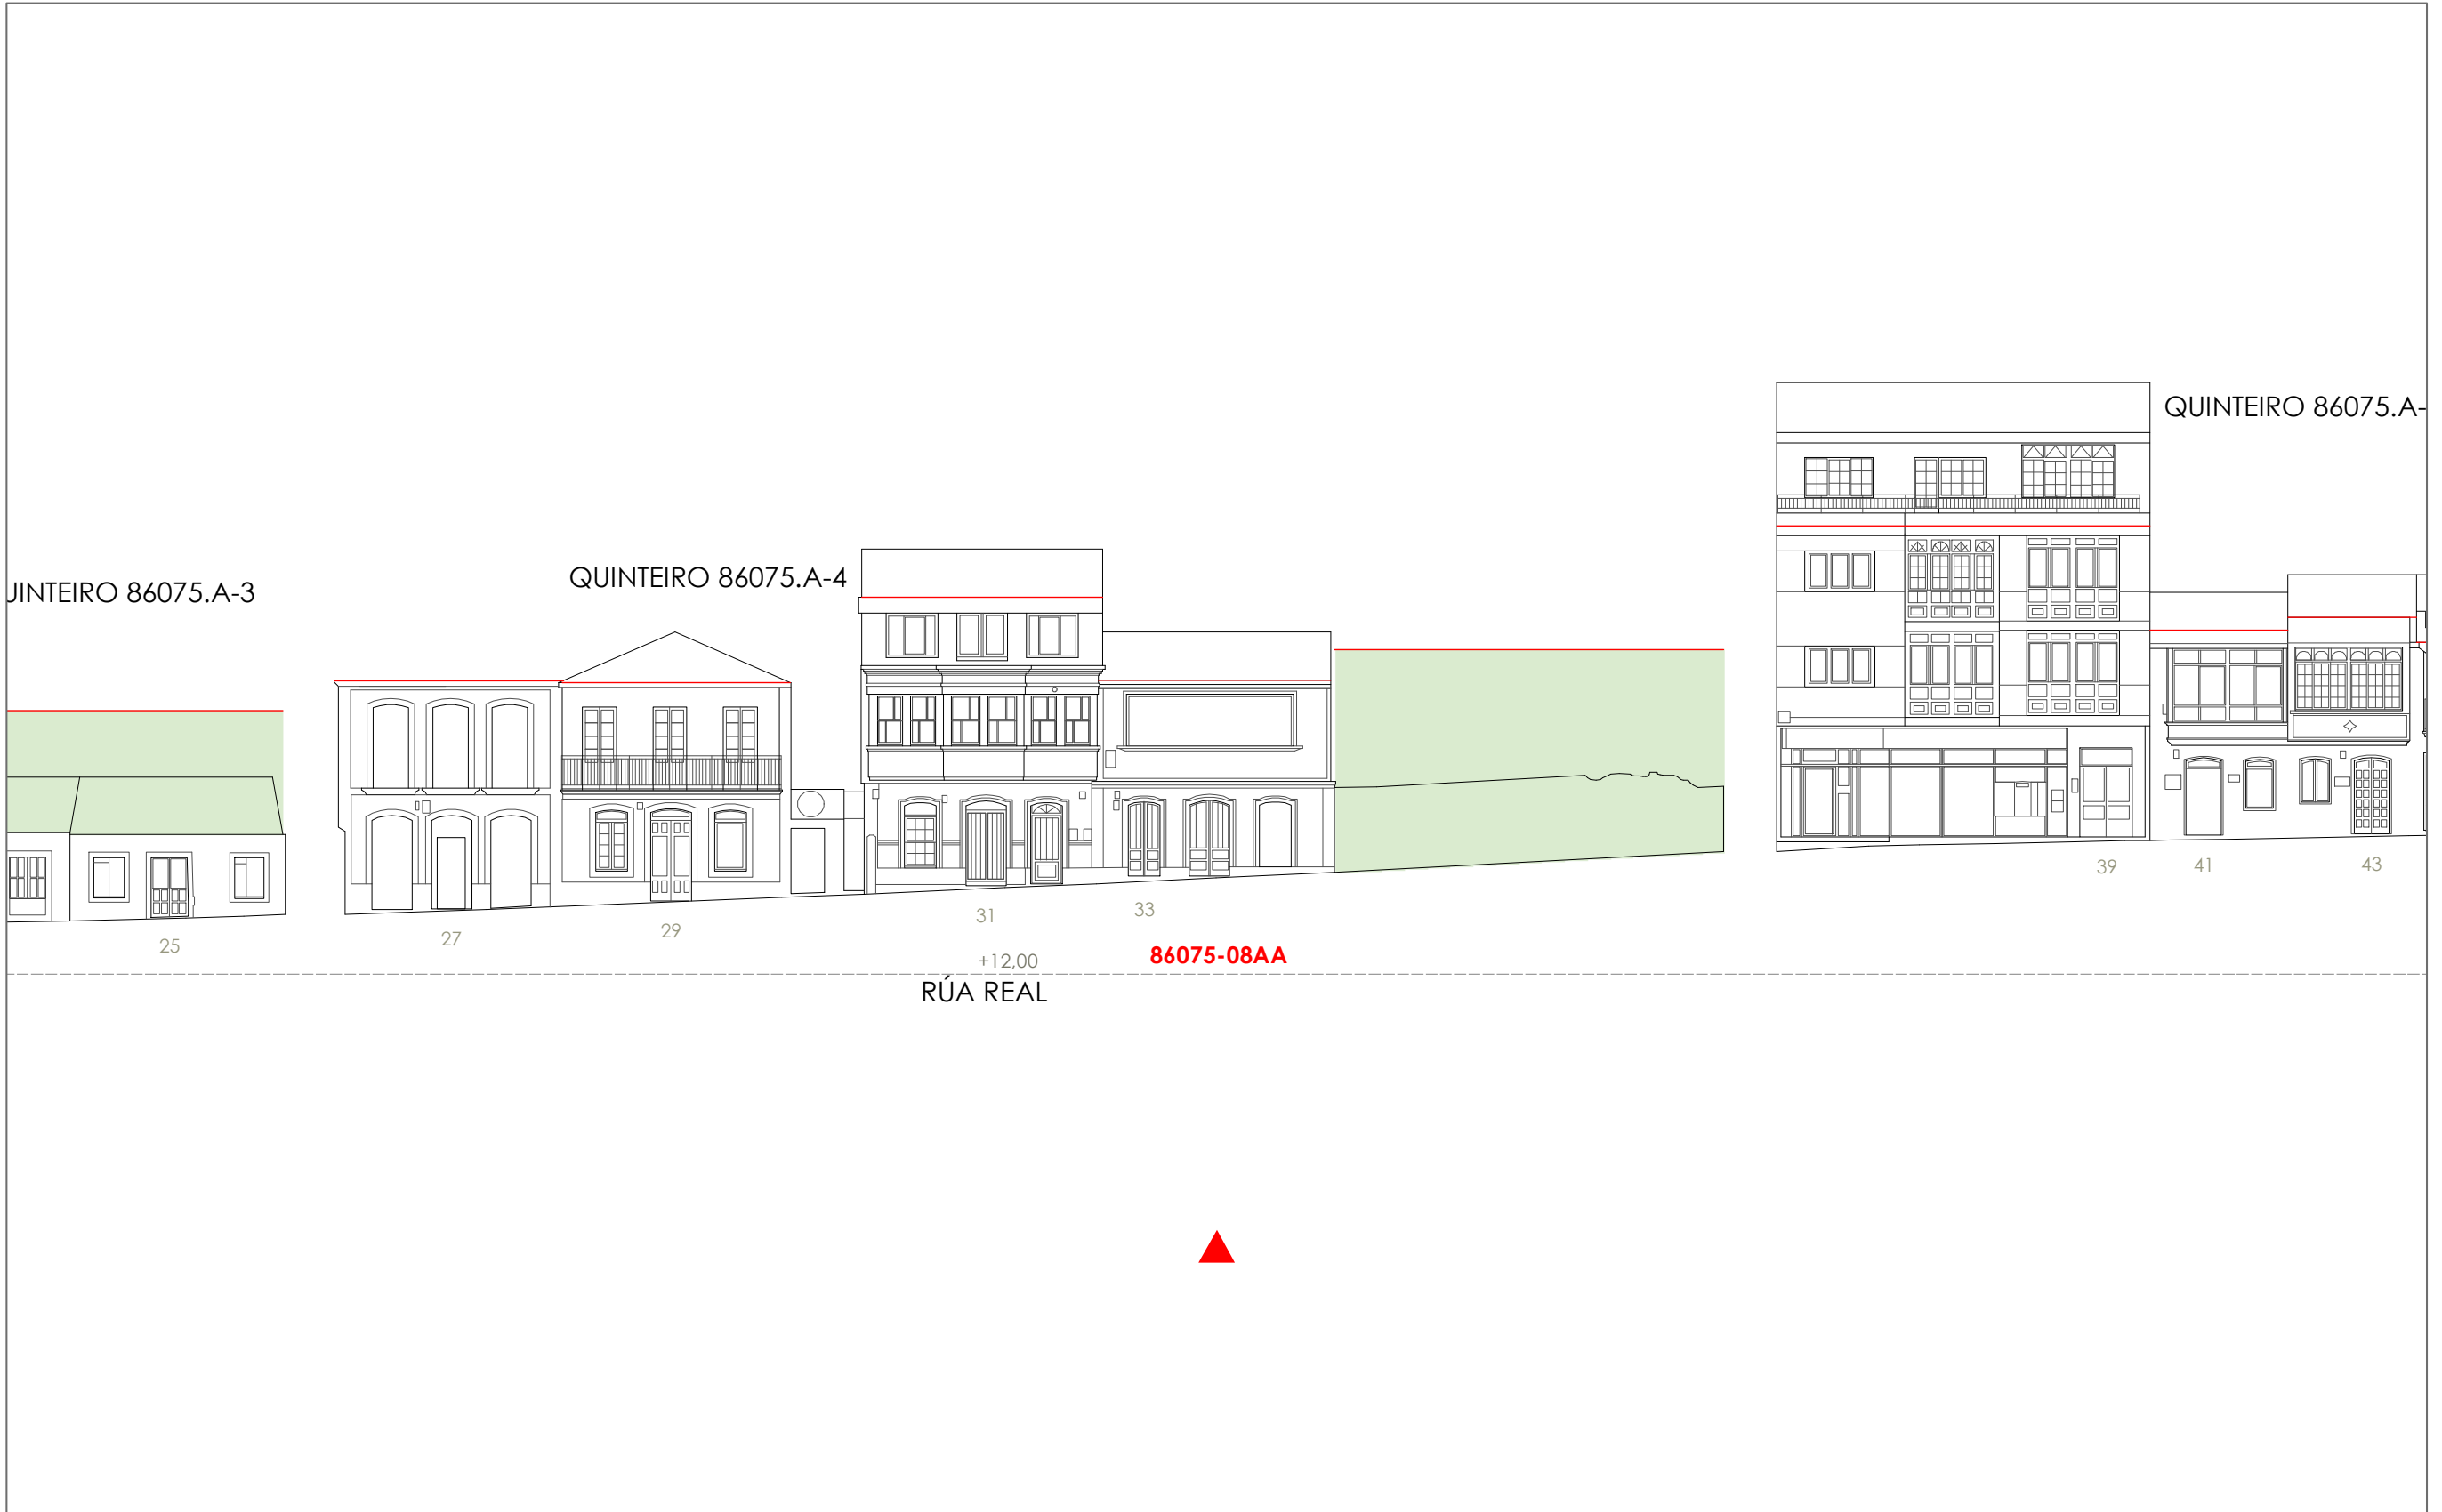 QUINTEIRO 86075.A-
QUINTEIRO 86075.A-4
UINTEIRO 86075.A-3
25
27
29
31
33
39
41
43
+12,00
86075-08AA
RÚA REAL